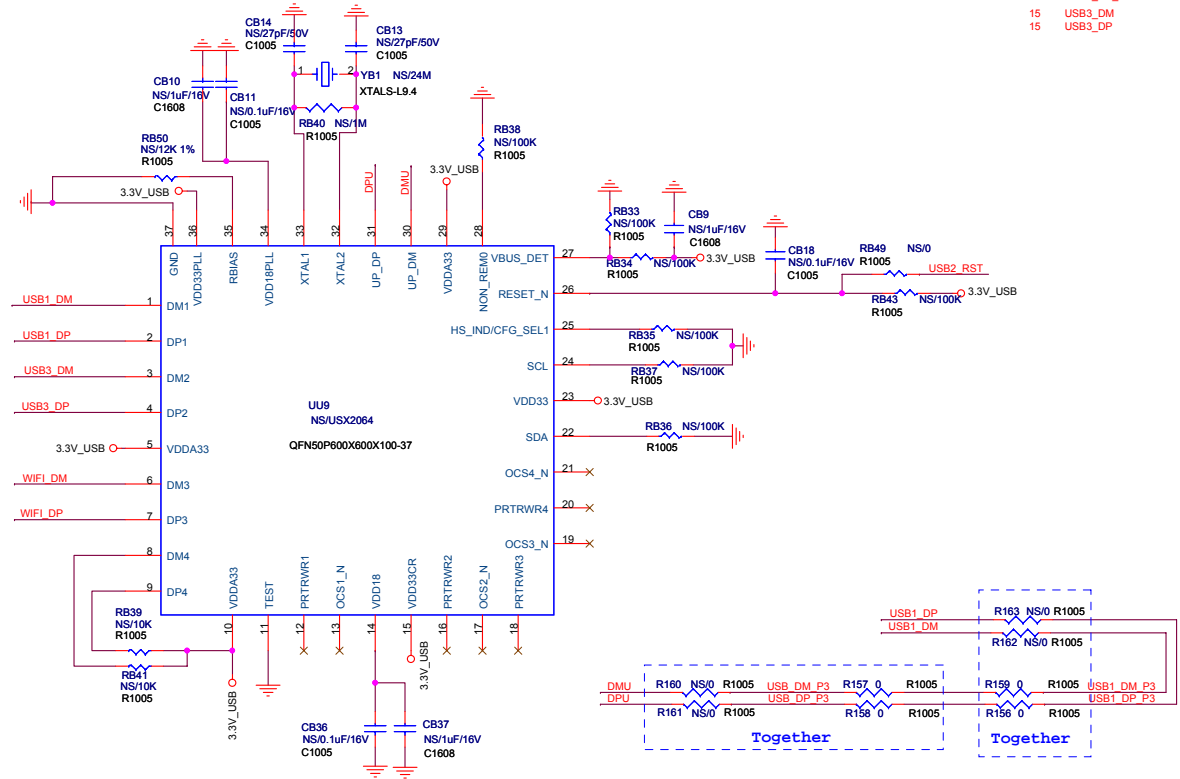 15 USB3_DM
15 USB3_DP
CB14
NS/27pF/50V
C1005
CB13
NS/27pF/50V
C1005
1
2
YB1 NS/24M
XTALS-L9.4
CB10
NS/1uF/16V
C1608
CB11
NS/0.1uF/16V
C1005
RB40 NS/1M
R1005
RB38
NS/100K
R1005
RB50
NS/12K 1%
R1005
3.3V_USB
DPU
DMU
3.3V_USB
37
36
35
34
33
32
31
30
29
28
GND
VDD33PLL
RBIAS
VDD18PLL
XTAL1
XTAL2
UP_DP
UP_DM
VDDA33
NON_REM0
RB33
NS/100K
R1005
CB9
NS/1uF/16V
C1608
VBUS_DET 27
RB34 NS/100K
R1005
3.3V_USB
CB18
NS/0.1uF/16V
C1005
RB49 NS/0
R1005
USB2_RST
RESET_N 26
RB43 NS/100K
R1005
3.3V_USB
USB1_DM 1 DM1
USB1_DP 2 DP1
USB3_DM 3 DM2
USB3_DP 4 DP2
3.3V_USB 5 VDDA33
WIFI_DM 6 DM3
WIFI_DP 7 DP3
8 DM4
9 DP4
HS_IND/CFG_SEL1 25
RB35 NS/100K
R1005
SCL 24
RB37 NS/100K
R1005
VDD33 23 3.3V_USB
SDA 22
RB36 NS/100K
R1005
OCS4_N 21
PRTRWR4 20
OCS3_N 19
UU9
NS/USX2064
QFN50P600X600X100-37
VDDA33
TEST
PRTRWR1
OCS1_N
VDD18
VDD33CR
PRTRWR2
OCS2_N
PRTRWR3
10
11
12
13
14
15
16
17
18
RB39
NS/10K
R1005
RB41
NS/10K
R1005
3.3V_USB
3.3V_USB
CB36
NS/0.1uF/16V
C1005
CB37
NS/1uF/16V
C1608
USB1_DP
USB1_DM
R163 NS/0 R1005
R162 NS/0 R1005
DMU R160 NS/0 R1005 USB_DM_P3 R157 0 R1005 R159 0 R1005 USB1_DM_P3
DPU R161 NS/0 R1005 USB_DP_P3 R158 0 R1005 R156 0 R1005 USB1_DP_P3
Together
Together